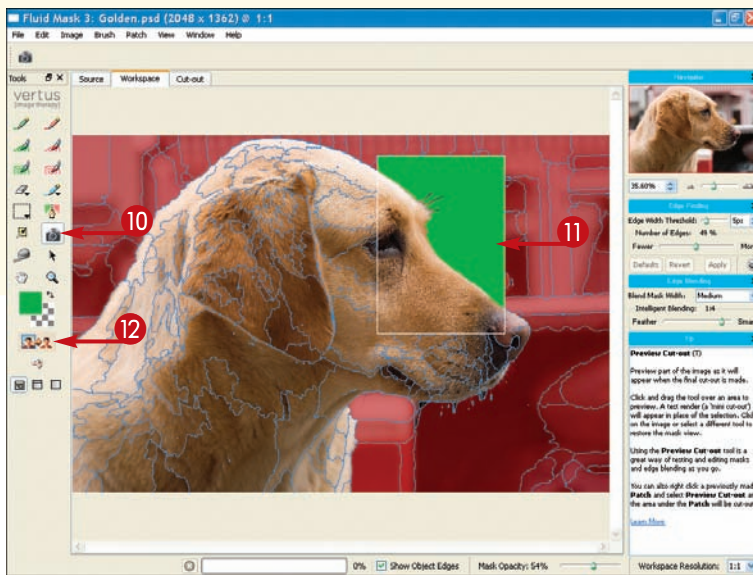 Fluid Mask 3: Golden.psd (2048 x 1362) @ 1:1
File Edit Image Brush Patch View Window Help
Tools
Source Workspace Cut-out
vertus
[image therapy]
Navigator
35.60%
Edge Finding
Edge Width Threshold: 5px
Number of Edges: 49 %
Fewer More
Defaults Revert Apply
Edge Blending
Blend Mask Width: Medium
Intelligent Blending: 1:4
Feather Smar
Tip
Preview Cut-out (T)
Preview part of the image as it will
appear when the final cut-out is made.
Click and drag the tool over an area to
preview. A test render (a 'mini cut-out')
will appear in place of the selection. Click
on the image or select a different tool to
restore the mask view.
Using the Preview Cut-out tool is a
great way of testing and editing masks
and edge blending as you go.
You can also right click a previously mad
Patch and select Preview Cut-out an
the area under the Patch will be cut-out
Learn More
10
11
12
0% Show Object Edges Mask Opacity: 54% Workspace Resolution: 1:1